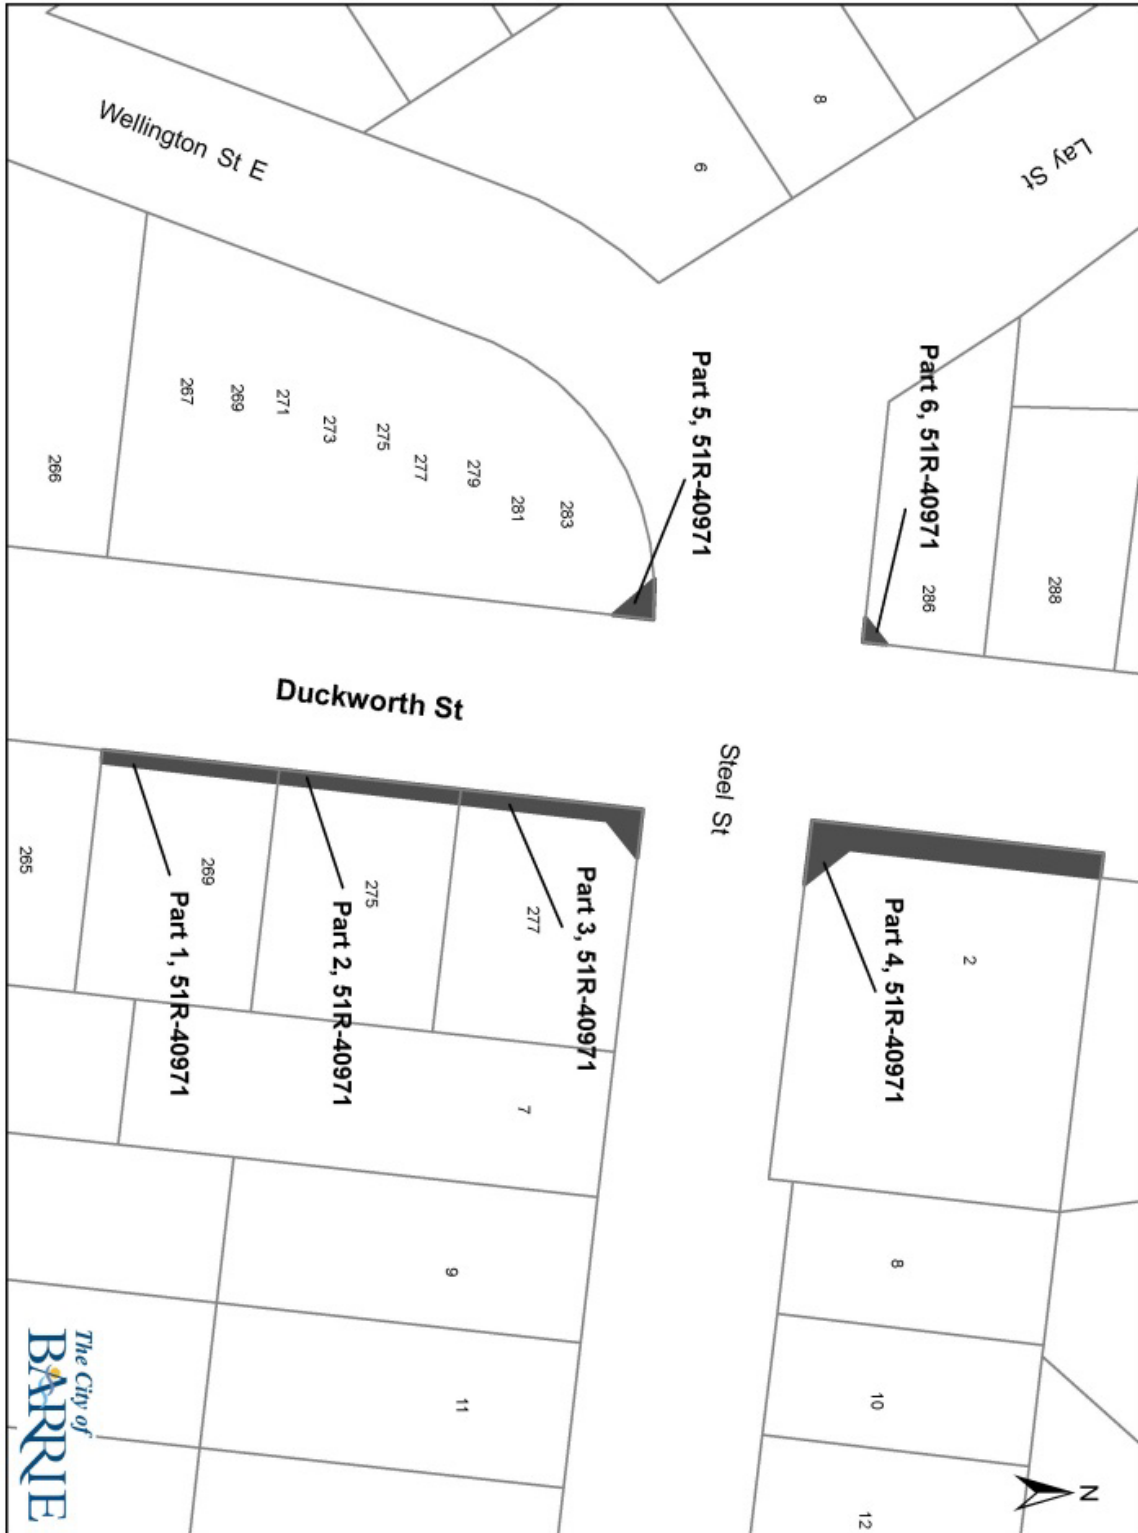 Lay St
Wellington St E
8
6
Part 6, 51R-40971
Part 5, 51R-40971
288
286
283
281
279
277
275
273
271
269
267
266
Duckworth St
Steel St
2
Part 4, 51R-40971
277
Part 3, 51R-40971
275
Part 2, 51R-40971
269
Part 1, 51R-40971
265
7
8
9
10
11
12
N
The City of
BARRIE